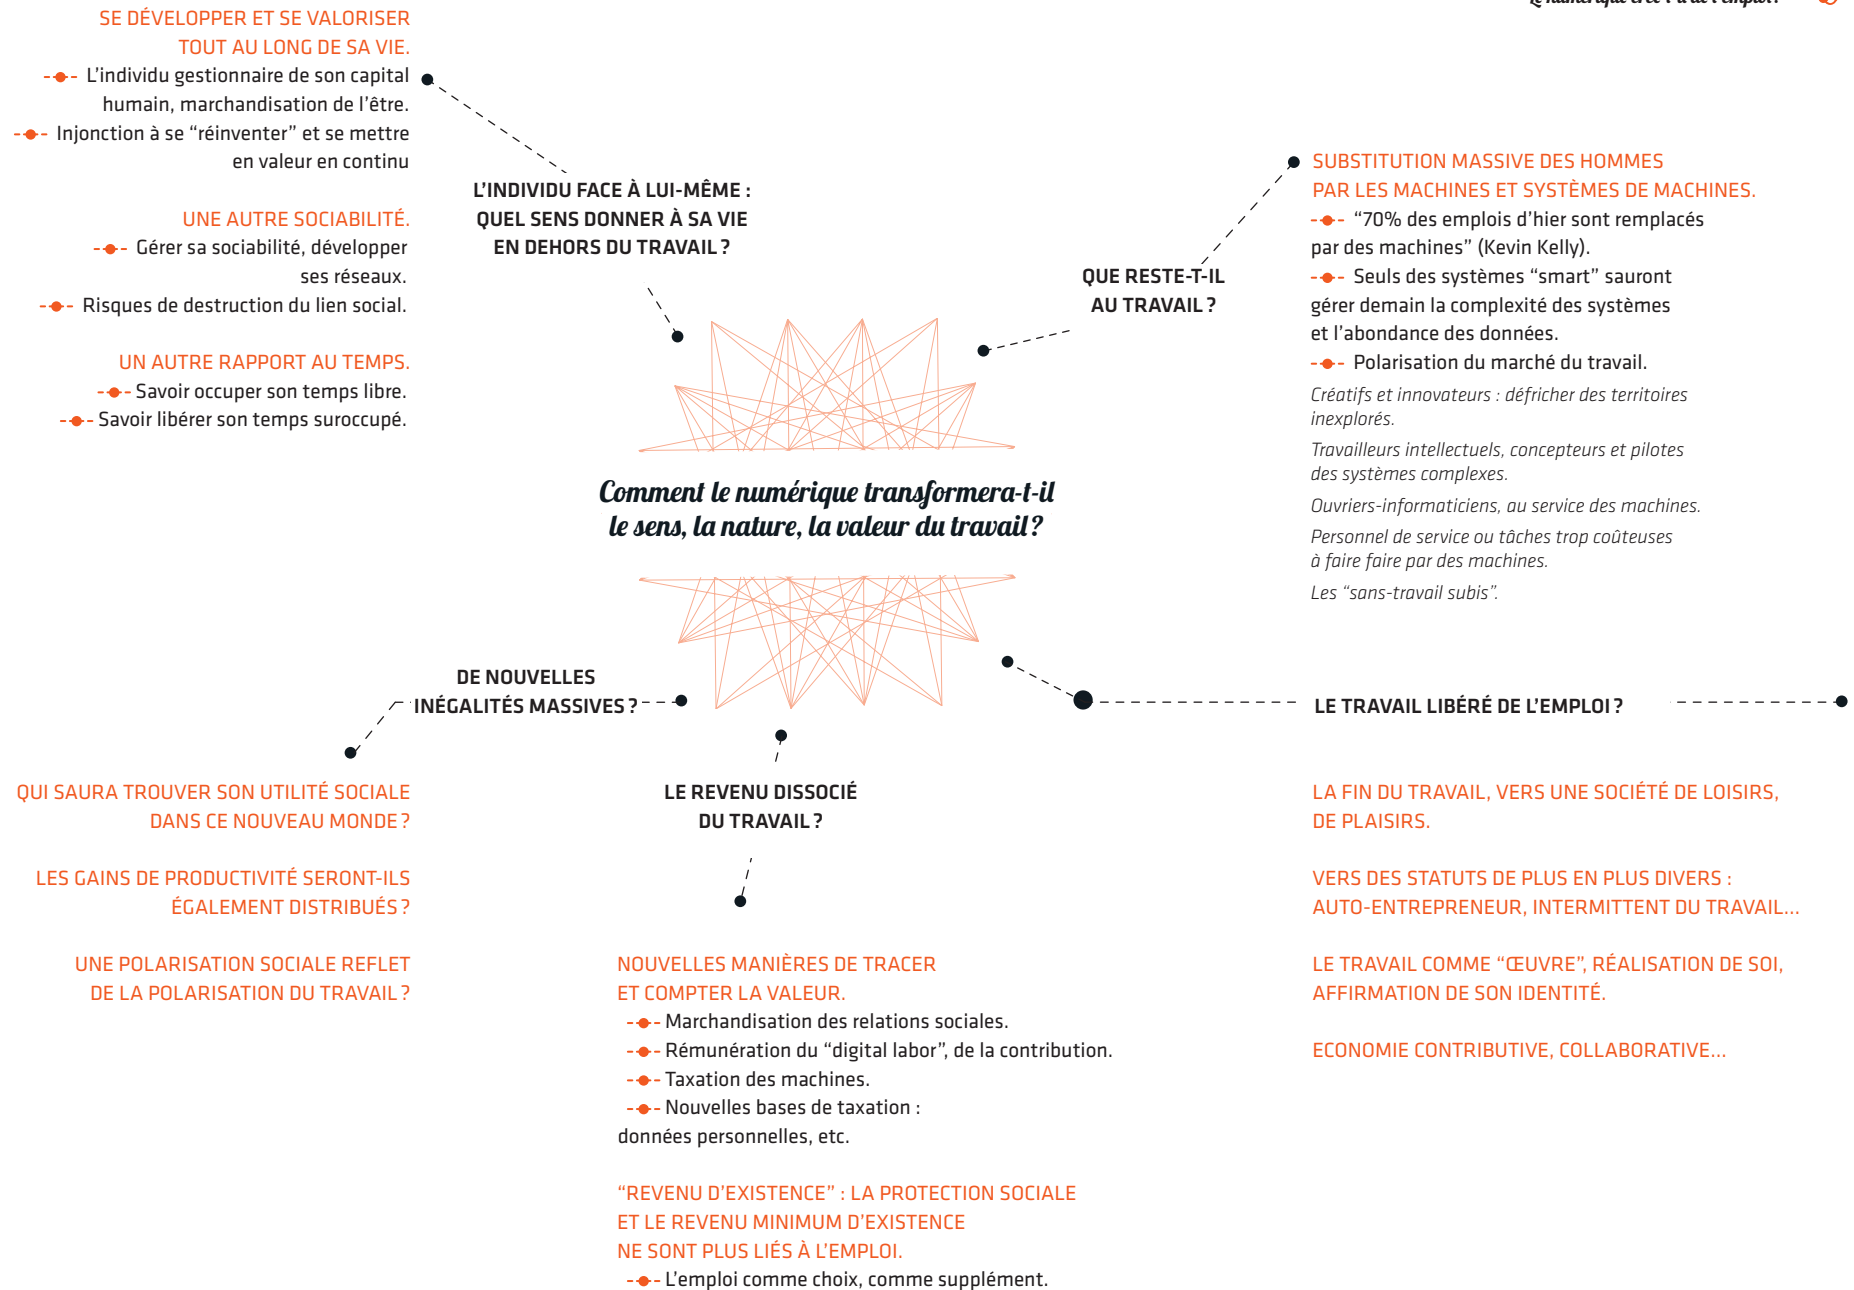 SE DÉVELOPPER ET SE VALORISER
TOUT AU LONG DE SA VIE.
L’individu gestionnaire de son capital
humain, marchandisation de l’être.
Injonction à se “réinventer” et se mettre
en valeur en continu
UNE AUTRE SOCIABILITÉ.
Gérer sa sociabilité, développer
ses réseaux.
Risques de destruction du lien social.
UN AUTRE RAPPORT AU TEMPS.
Savoir occuper son temps libre.
Savoir libérer son temps suroccupé.
L’INDIVIDU FACE À LUI-MÊME :
QUEL SENS DONNER À SA VIE
EN DEHORS DU TRAVAIL ?
QUE RESTE-T-IL
AU TRAVAIL ?
SUBSTITUTION MASSIVE DES HOMMES
PAR LES MACHINES ET SYSTÈMES DE MACHINES.
“70% des emplois d’hier sont remplacés
par des machines” (Kevin Kelly).
Seuls des systèmes “smart” sauront
gérer demain la complexité des systèmes
et l’abondance des données.
Polarisation du marché du travail.
Créatifs et innovateurs : défricher des territoires
inexplorés.
Travailleurs intellectuels, concepteurs et pilotes
des systèmes complexes.
Ouvriers-informaticiens, au service des machines.
Personnel de service ou tâches trop coûteuses
à faire faire par des machines.
Les “sans-travail subis”.
Comment le numérique transformera-t-il
le sens, la nature, la valeur du travail ?
DE NOUVELLES
INÉGALITÉS MASSIVES ?
QUI SAURA TROUVER SON UTILITÉ SOCIALE
DANS CE NOUVEAU MONDE ?
LES GAINS DE PRODUCTIVITÉ SERONT-ILS
ÉGALEMENT DISTRIBUÉS ?
UNE POLARISATION SOCIALE REFLET
DE LA POLARISATION DU TRAVAIL ?
LE REVENU DISSOCIÉ
DU TRAVAIL ?
NOUVELLES MANIÈRES DE TRACER
ET COMPTER LA VALEUR.
Marchandisation des relations sociales.
Rémunération du “digital labor”, de la contribution.
Taxation des machines.
Nouvelles bases de taxation :
données personnelles, etc.
“REVENU D’EXISTENCE” : LA PROTECTION SOCIALE
ET LE REVENU MINIMUM D’EXISTENCE
NE SONT PLUS LIÉS À L’EMPLOI.
L’emploi comme choix, comme supplément.
LE TRAVAIL LIBÉRÉ DE L’EMPLOI ?
LA FIN DU TRAVAIL, VERS UNE SOCIÉTÉ DE LOISIRS,
DE PLAISIRS.
VERS DES STATUTS DE PLUS EN PLUS DIVERS :
AUTO-ENTREPRENEUR, INTERMITTENT DU TRAVAIL...
LE TRAVAIL COMME “ŒUVRE”, RÉALISATION DE SOI,
AFFIRMATION DE SON IDENTITÉ.
ECONOMIE CONTRIBUTIVE, COLLABORATIVE...